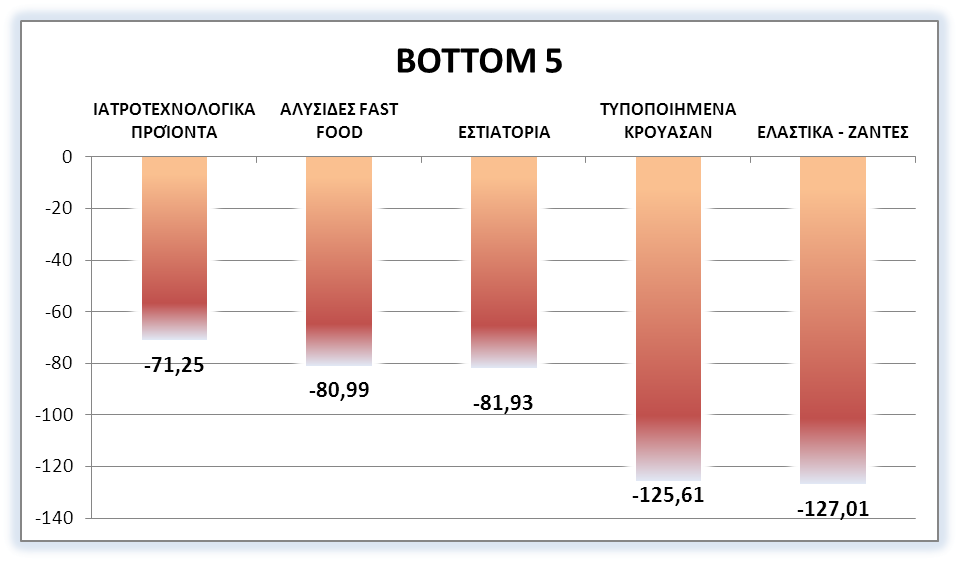 BOTTOM 5
ΙΑΤΡΟΤΕΧΝΟΛΟΓΙΚΑ
ΠΡΟΪΟΝΤΑ
ΑΛΥΣΙΔΕΣ FAST
FOOD
ΕΣΤΙΑΤΟΡΙΑ
ΤΥΠΟΠΟΙΗΜΕΝΑ
ΚΡΟΥΑΣΑΝ
ΕΛΑΣΤΙΚΑ - ΖΑΝΤΕΣ
0
-20
-40
-60
-80
-100
-120
-140
-71,25
-80,99
-81,93
-125,61
-127,01